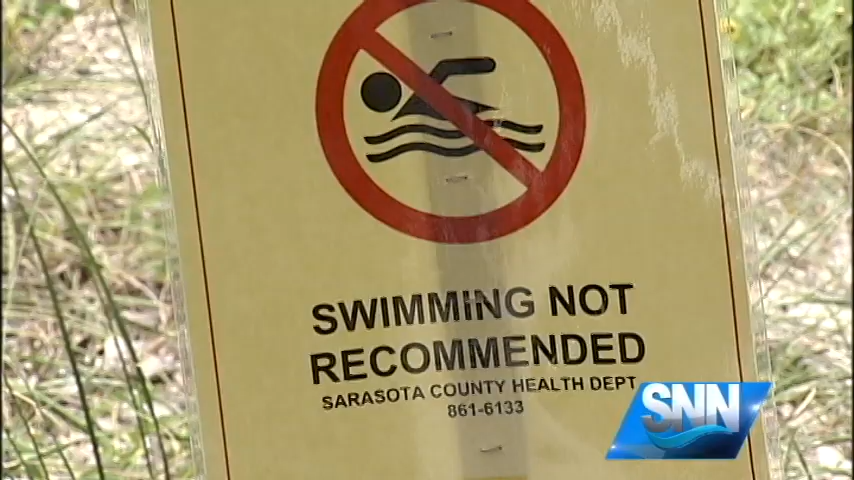 SWIMMING NOT
RECOMMENDED
SARASOTA COUNTY HEALTH DEPT
861-6133
SNN